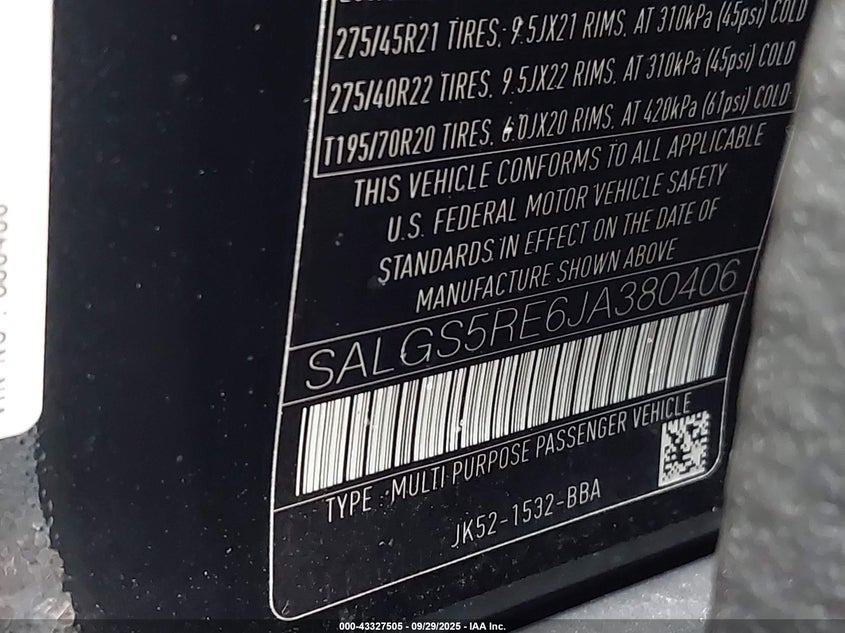 275/45R21 TIRES, 9.5JX21 RIMS, AT 310kPa (45psi) COLD
275/40R22 TIRES, 9.5JX22 RIMS, AT 310kPa (45psi) COLD
T195/70R20 TIRES, 6.0JX20 RIMS, AT 420kPa (61psi) COLD
THIS VEHICLE CONFORMS TO ALL APPLICABLE
U.S. FEDERAL MOTOR VEHICLE SAFETY
STANDARDS IN EFFECT ON THE DATE OF
MANUFACTURE SHOWN ABOVE
SALGS5RE6JA380406
TYPE : MULTI PURPOSE PASSENGER VEHICLE
JK52-1532-BBA
000-43327505 - 09/29/2025 - IAA Inc.